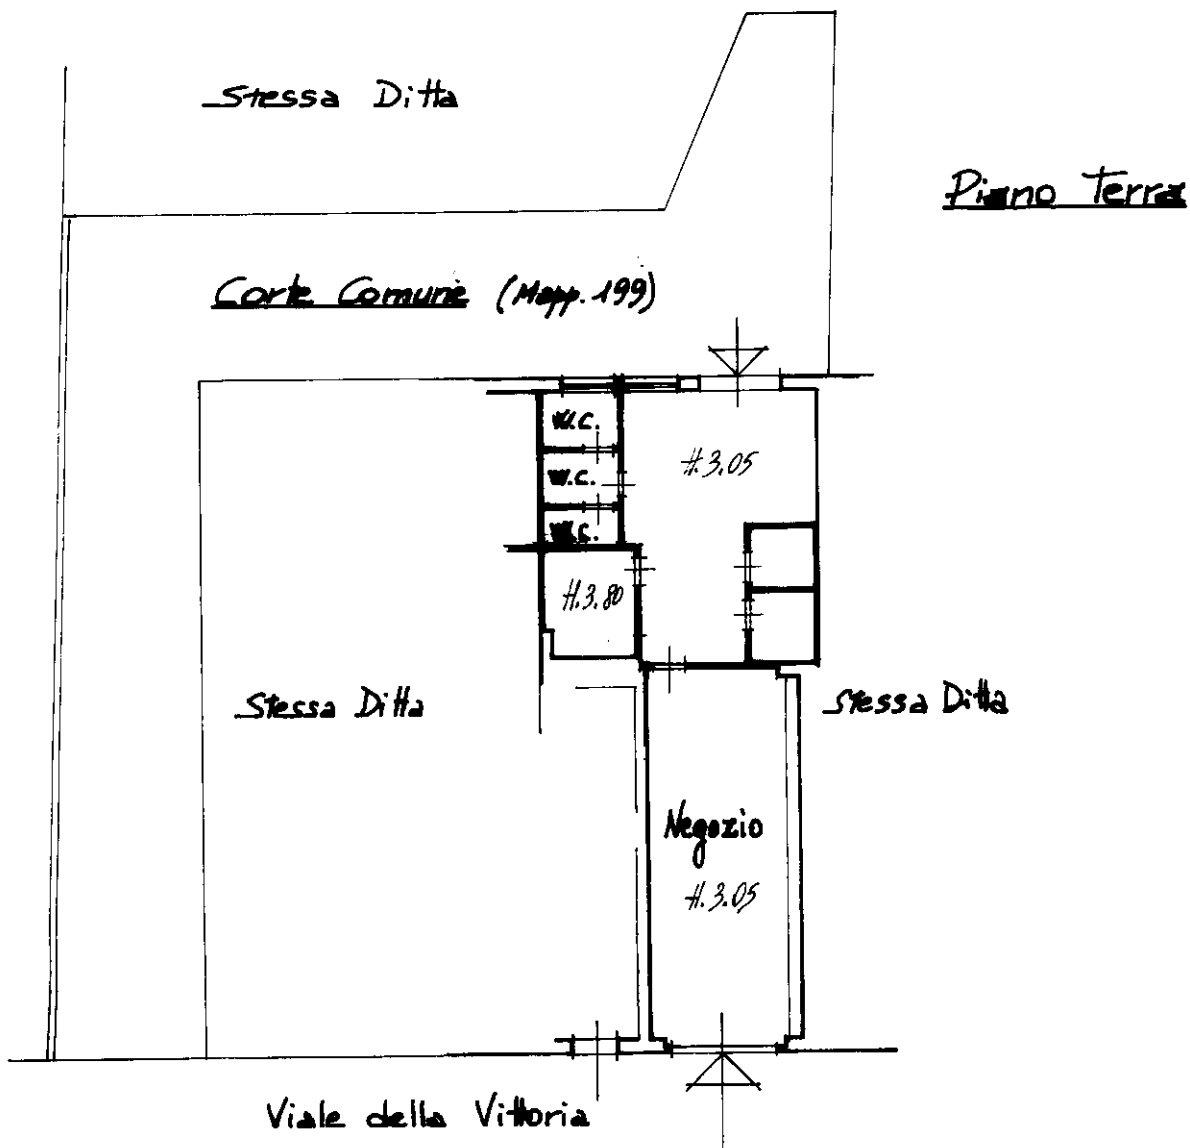 Stessa Ditta
Piano Terra
Corte Comune (Mapp. 199)
W.C.
H.3.05
W.C.
W.C.
H.3.80
Stessa Ditta
Stessa Ditta
Negozio
H.3.05
Viale della Vittoria